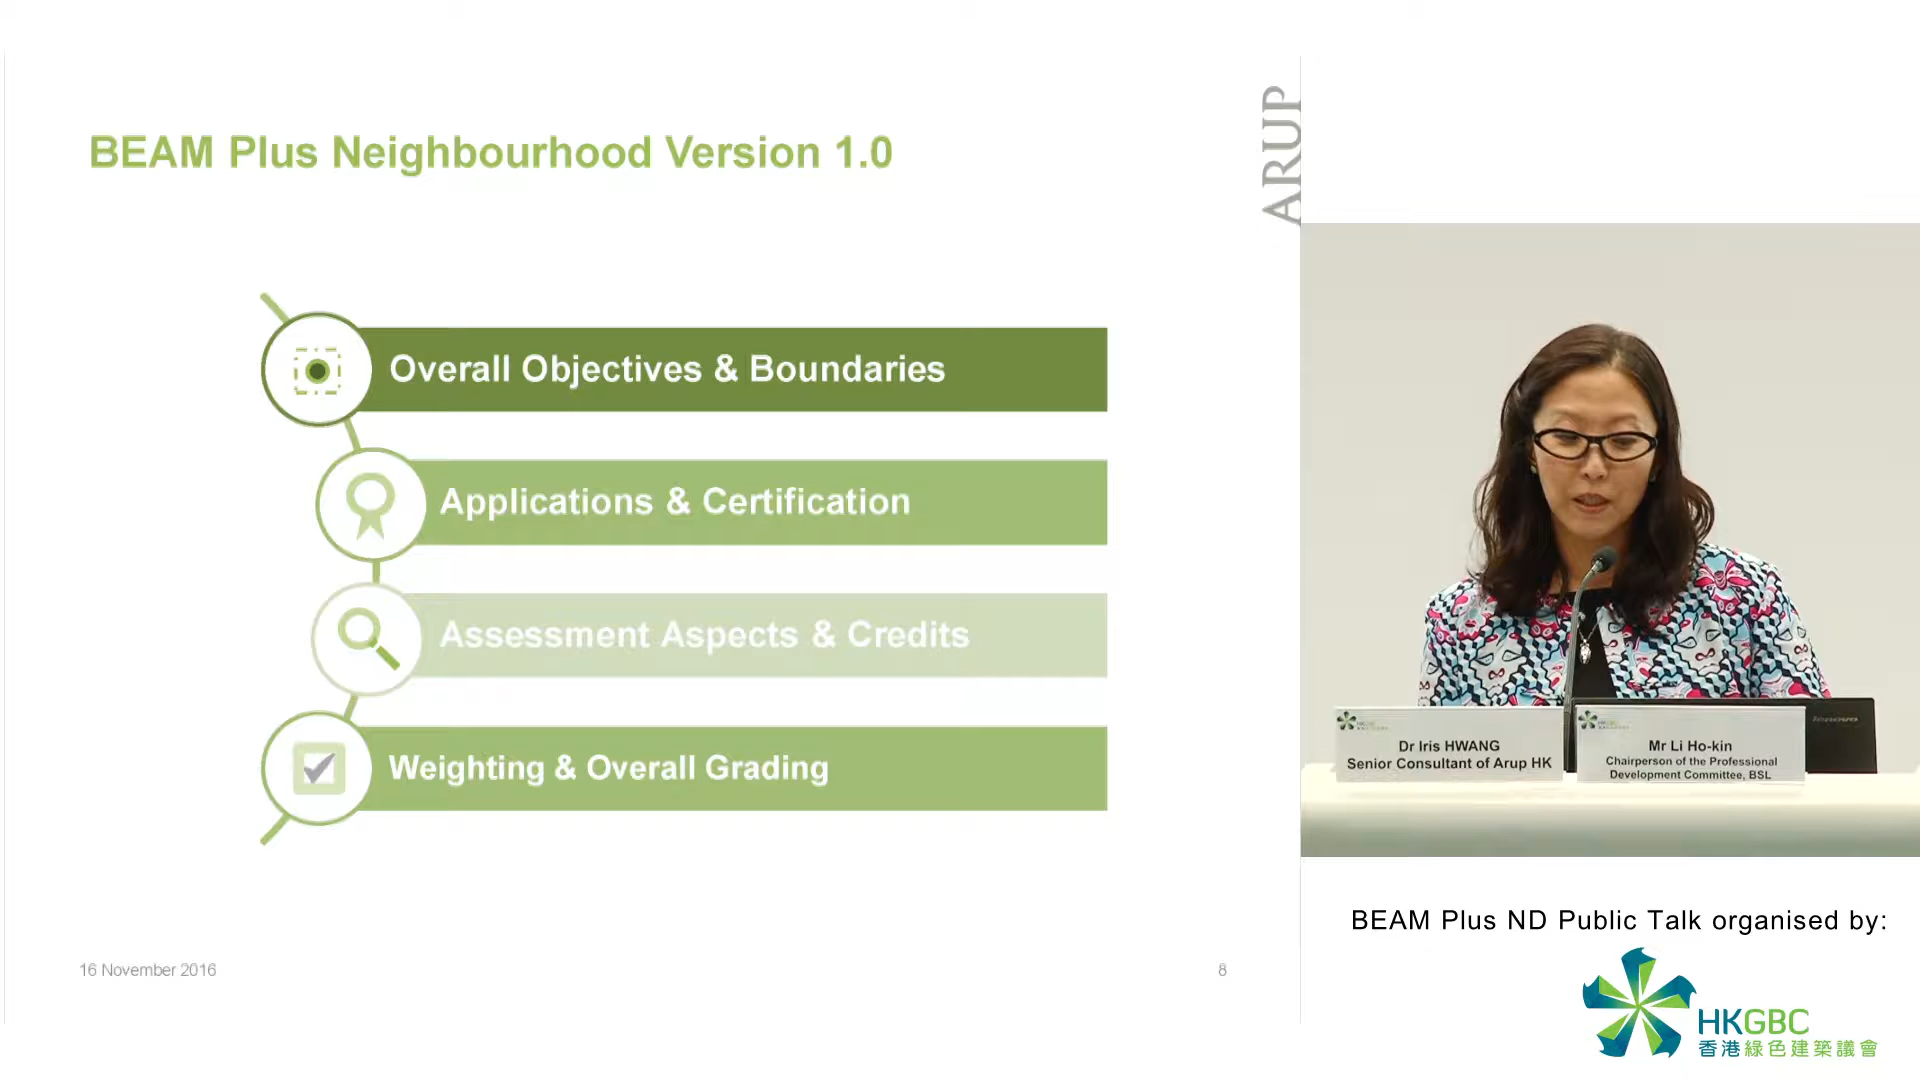 BEAM Plus Neighbourhood Version 1.0
ARUP
Overall Objectives & Boundaries
Applications & Certification
Assessment Aspects & Credits
Weighting & Overall Grading
16 November 2016
8
HKGBC
Dr Iris HWANG
Senior Consultant of Arup HK
HKGBC
Mr Li Ho-kin
Chairperson of the Professional
Development Committee, BSL
lenovo
BEAM Plus ND Public Talk organised by:
HKGBC
香港綠色建築議會